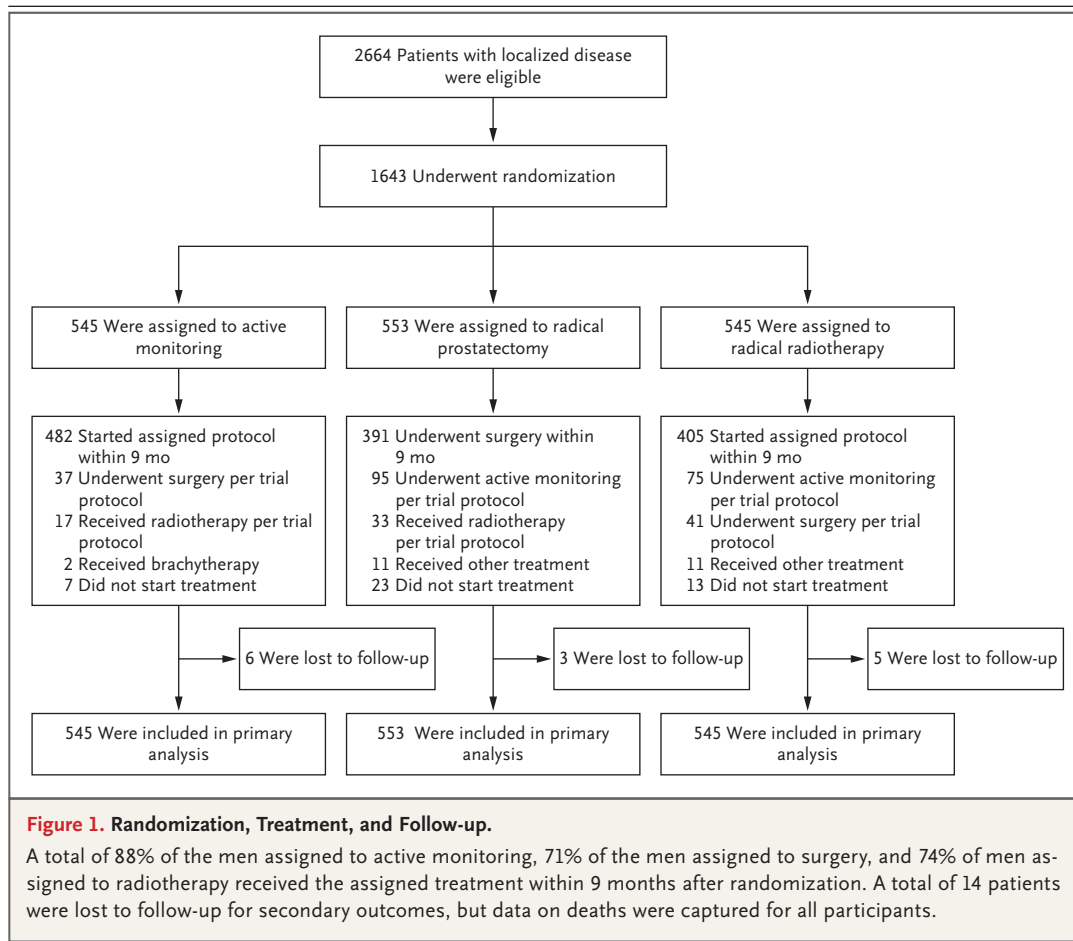 2664 Patients with localized disease
were eligible
1643 Underwent randomization
545 Were assigned to active
monitoring
553 Were assigned to radical
prostatectomy
545 Were assigned to
radical radiotherapy
482 Started assigned protocol
within 9 mo
37 Underwent surgery per trial
protocol
17 Received radiotherapy per trial
protocol
2 Received brachytherapy
7 Did not start treatment
391 Underwent surgery within
9 mo
95 Underwent active monitoring
per trial protocol
33 Received radiotherapy
per trial protocol
11 Received other treatment
23 Did not start treatment
405 Started assigned protocol
within 9 mo
75 Underwent active monitoring
per trial protocol
41 Underwent surgery per trial
protocol
11 Received other treatment
13 Did not start treatment
6 Were lost to follow-up
3 Were lost to follow-up
5 Were lost to follow-up
545 Were included in primary
analysis
553 Were included in primary
analysis
545 Were included in primary
analysis
Figure 1. Randomization, Treatment, and Follow-up.
A total of 88% of the men assigned to active monitoring, 71% of the men assigned to surgery, and 74% of men as-
signed to radiotherapy received the assigned treatment within 9 months after randomization. A total of 14 patients
were lost to follow-up for secondary outcomes, but data on deaths were captured for all participants.